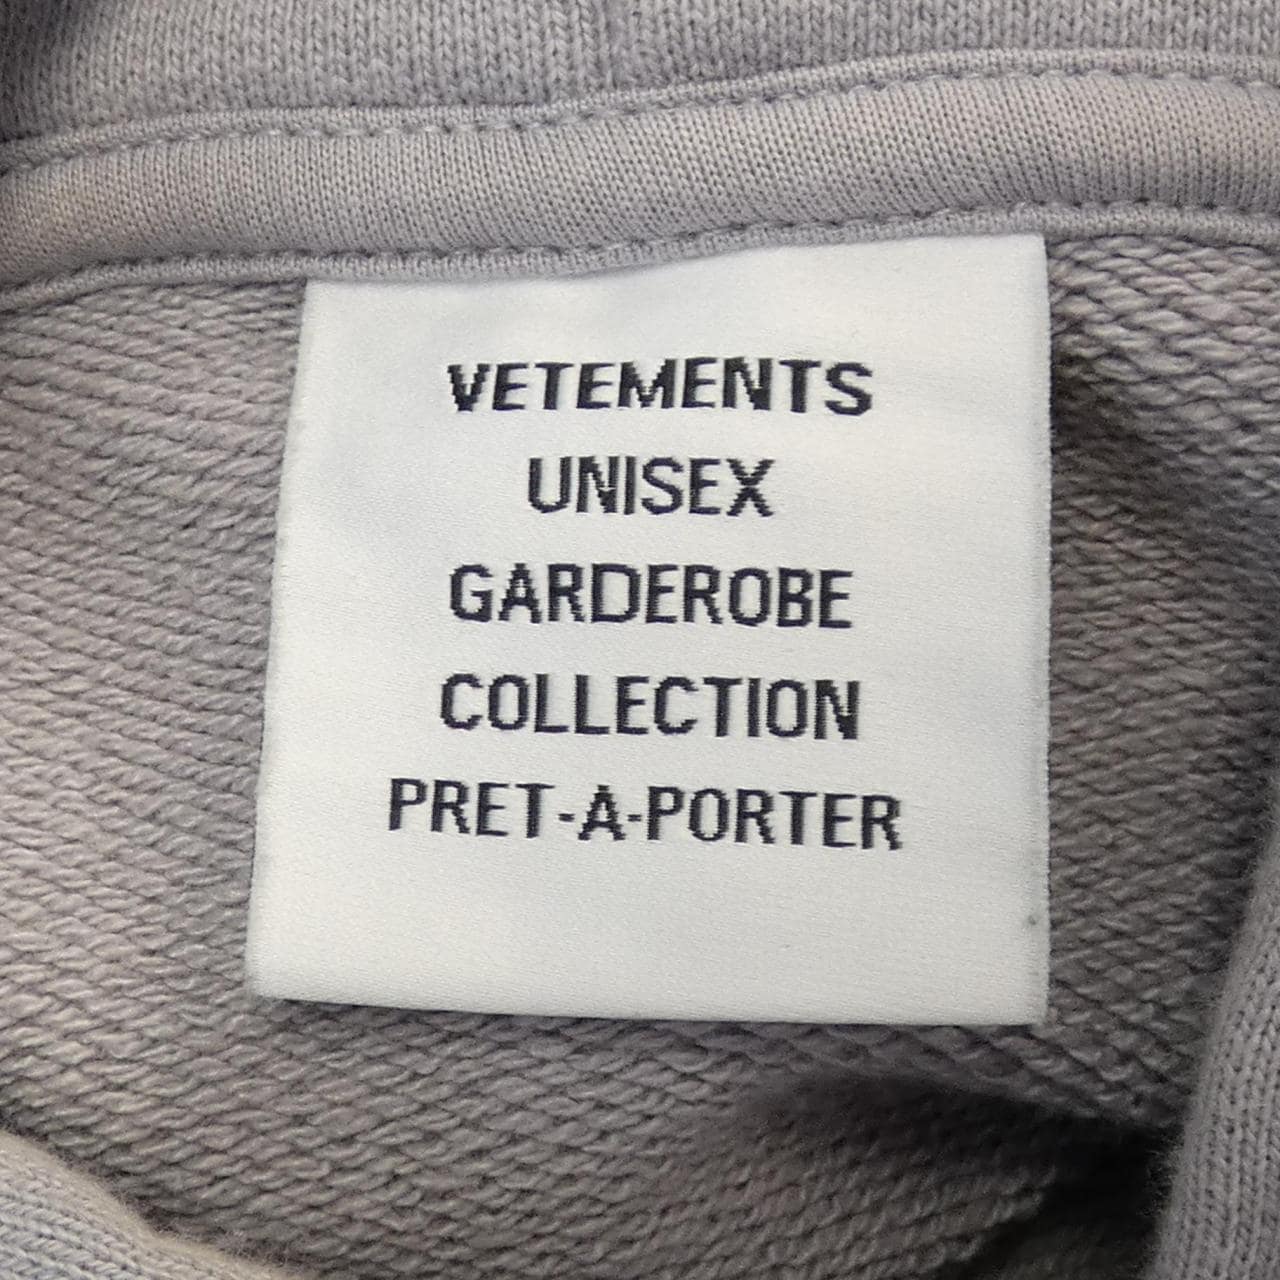 VETEMENTS
UNISEX
GARDEROBE
COLLECTION
PRET-A-PORTER